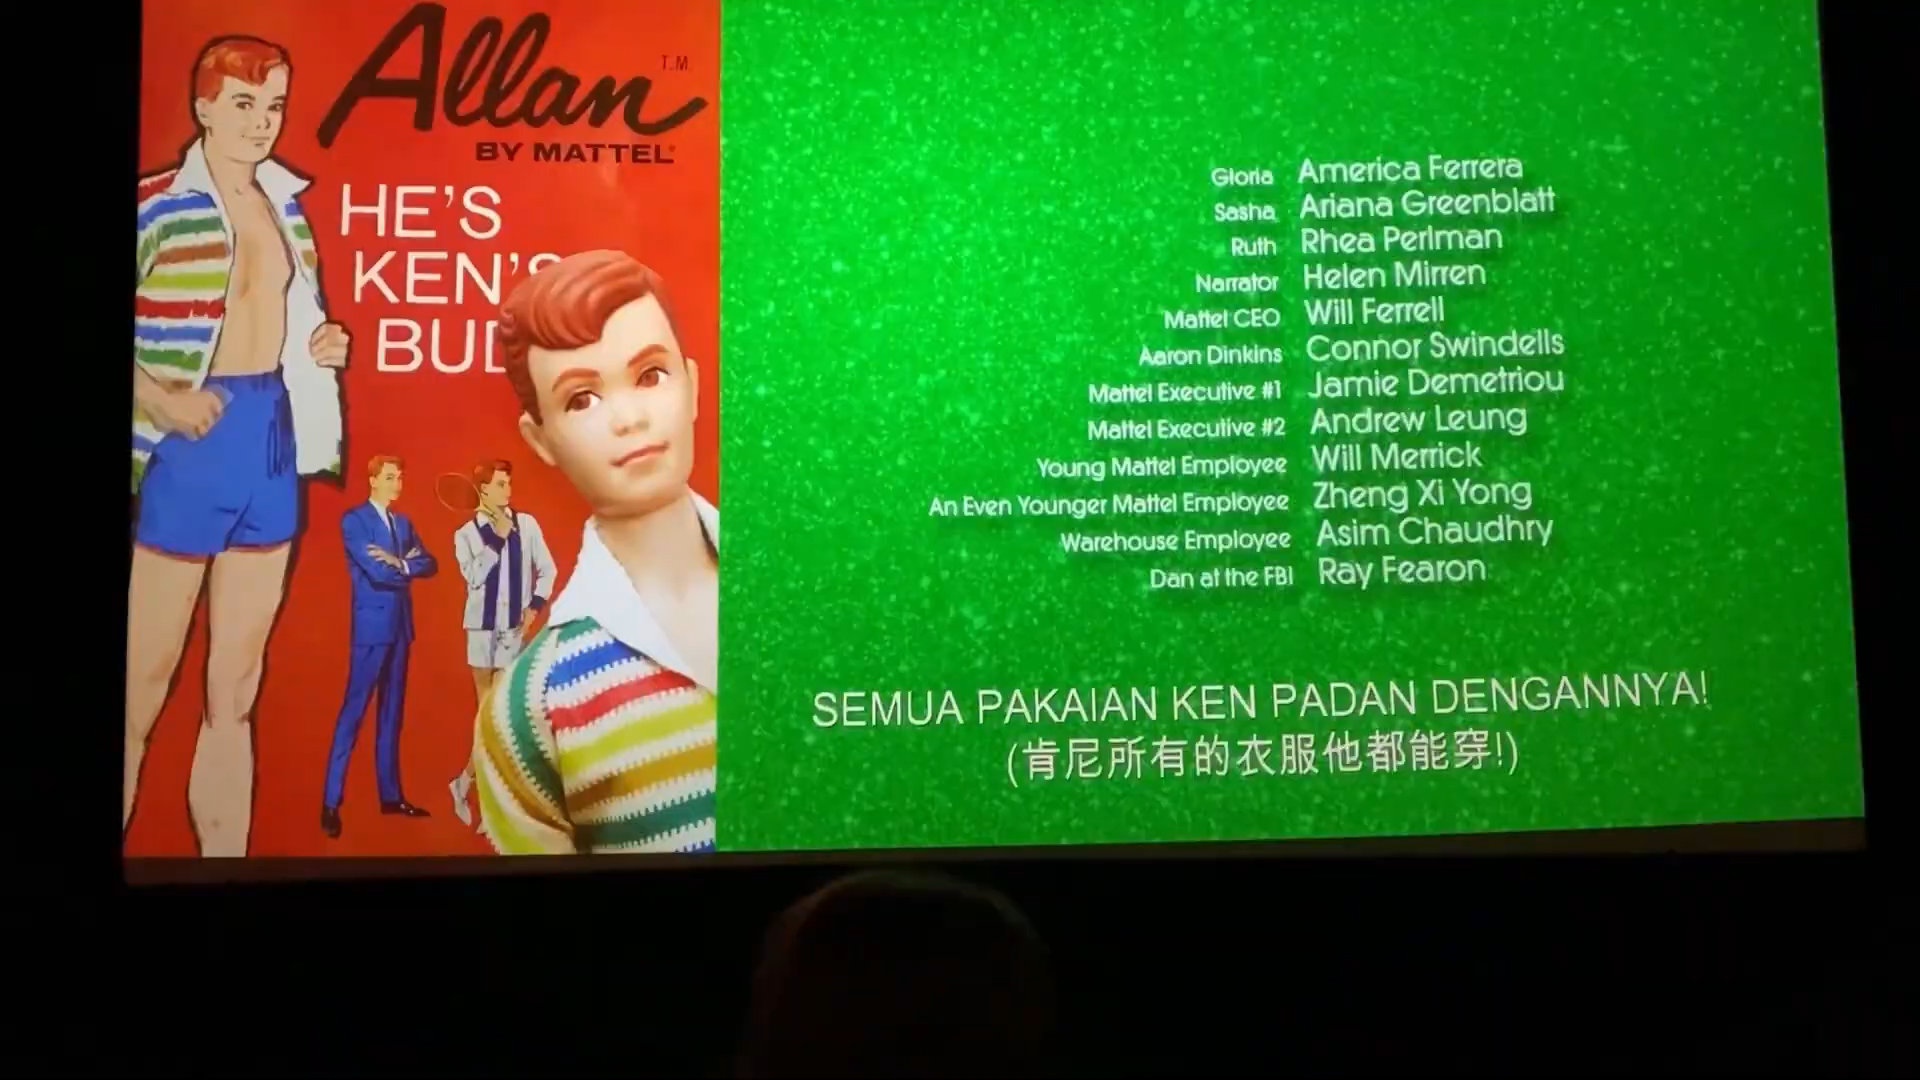 Allan T.M.
BY MATTEL
HE'S
KEN'S
BUD
Gloria America Ferrera
Sasha Ariana Greenblatt
Ruth Rhea Perlman
Narrator Helen Mirren
Mattel CEO Will Ferrell
Aaron Dinkins Connor Swindells
Mattel Executive #1 Jamie Demetriou
Mattel Executive #2 Andrew Leung
Young Mattel Employee Will Merrick
An Even Younger Mattel Employee Zheng Xi Yong
Warehouse Employee Asim Chaudhry
Dan at the FBI Ray Fearon
SEMUA PAKAIAN KEN PADAN DENGANNYA!
(肯尼所有的衣服他都能穿!)